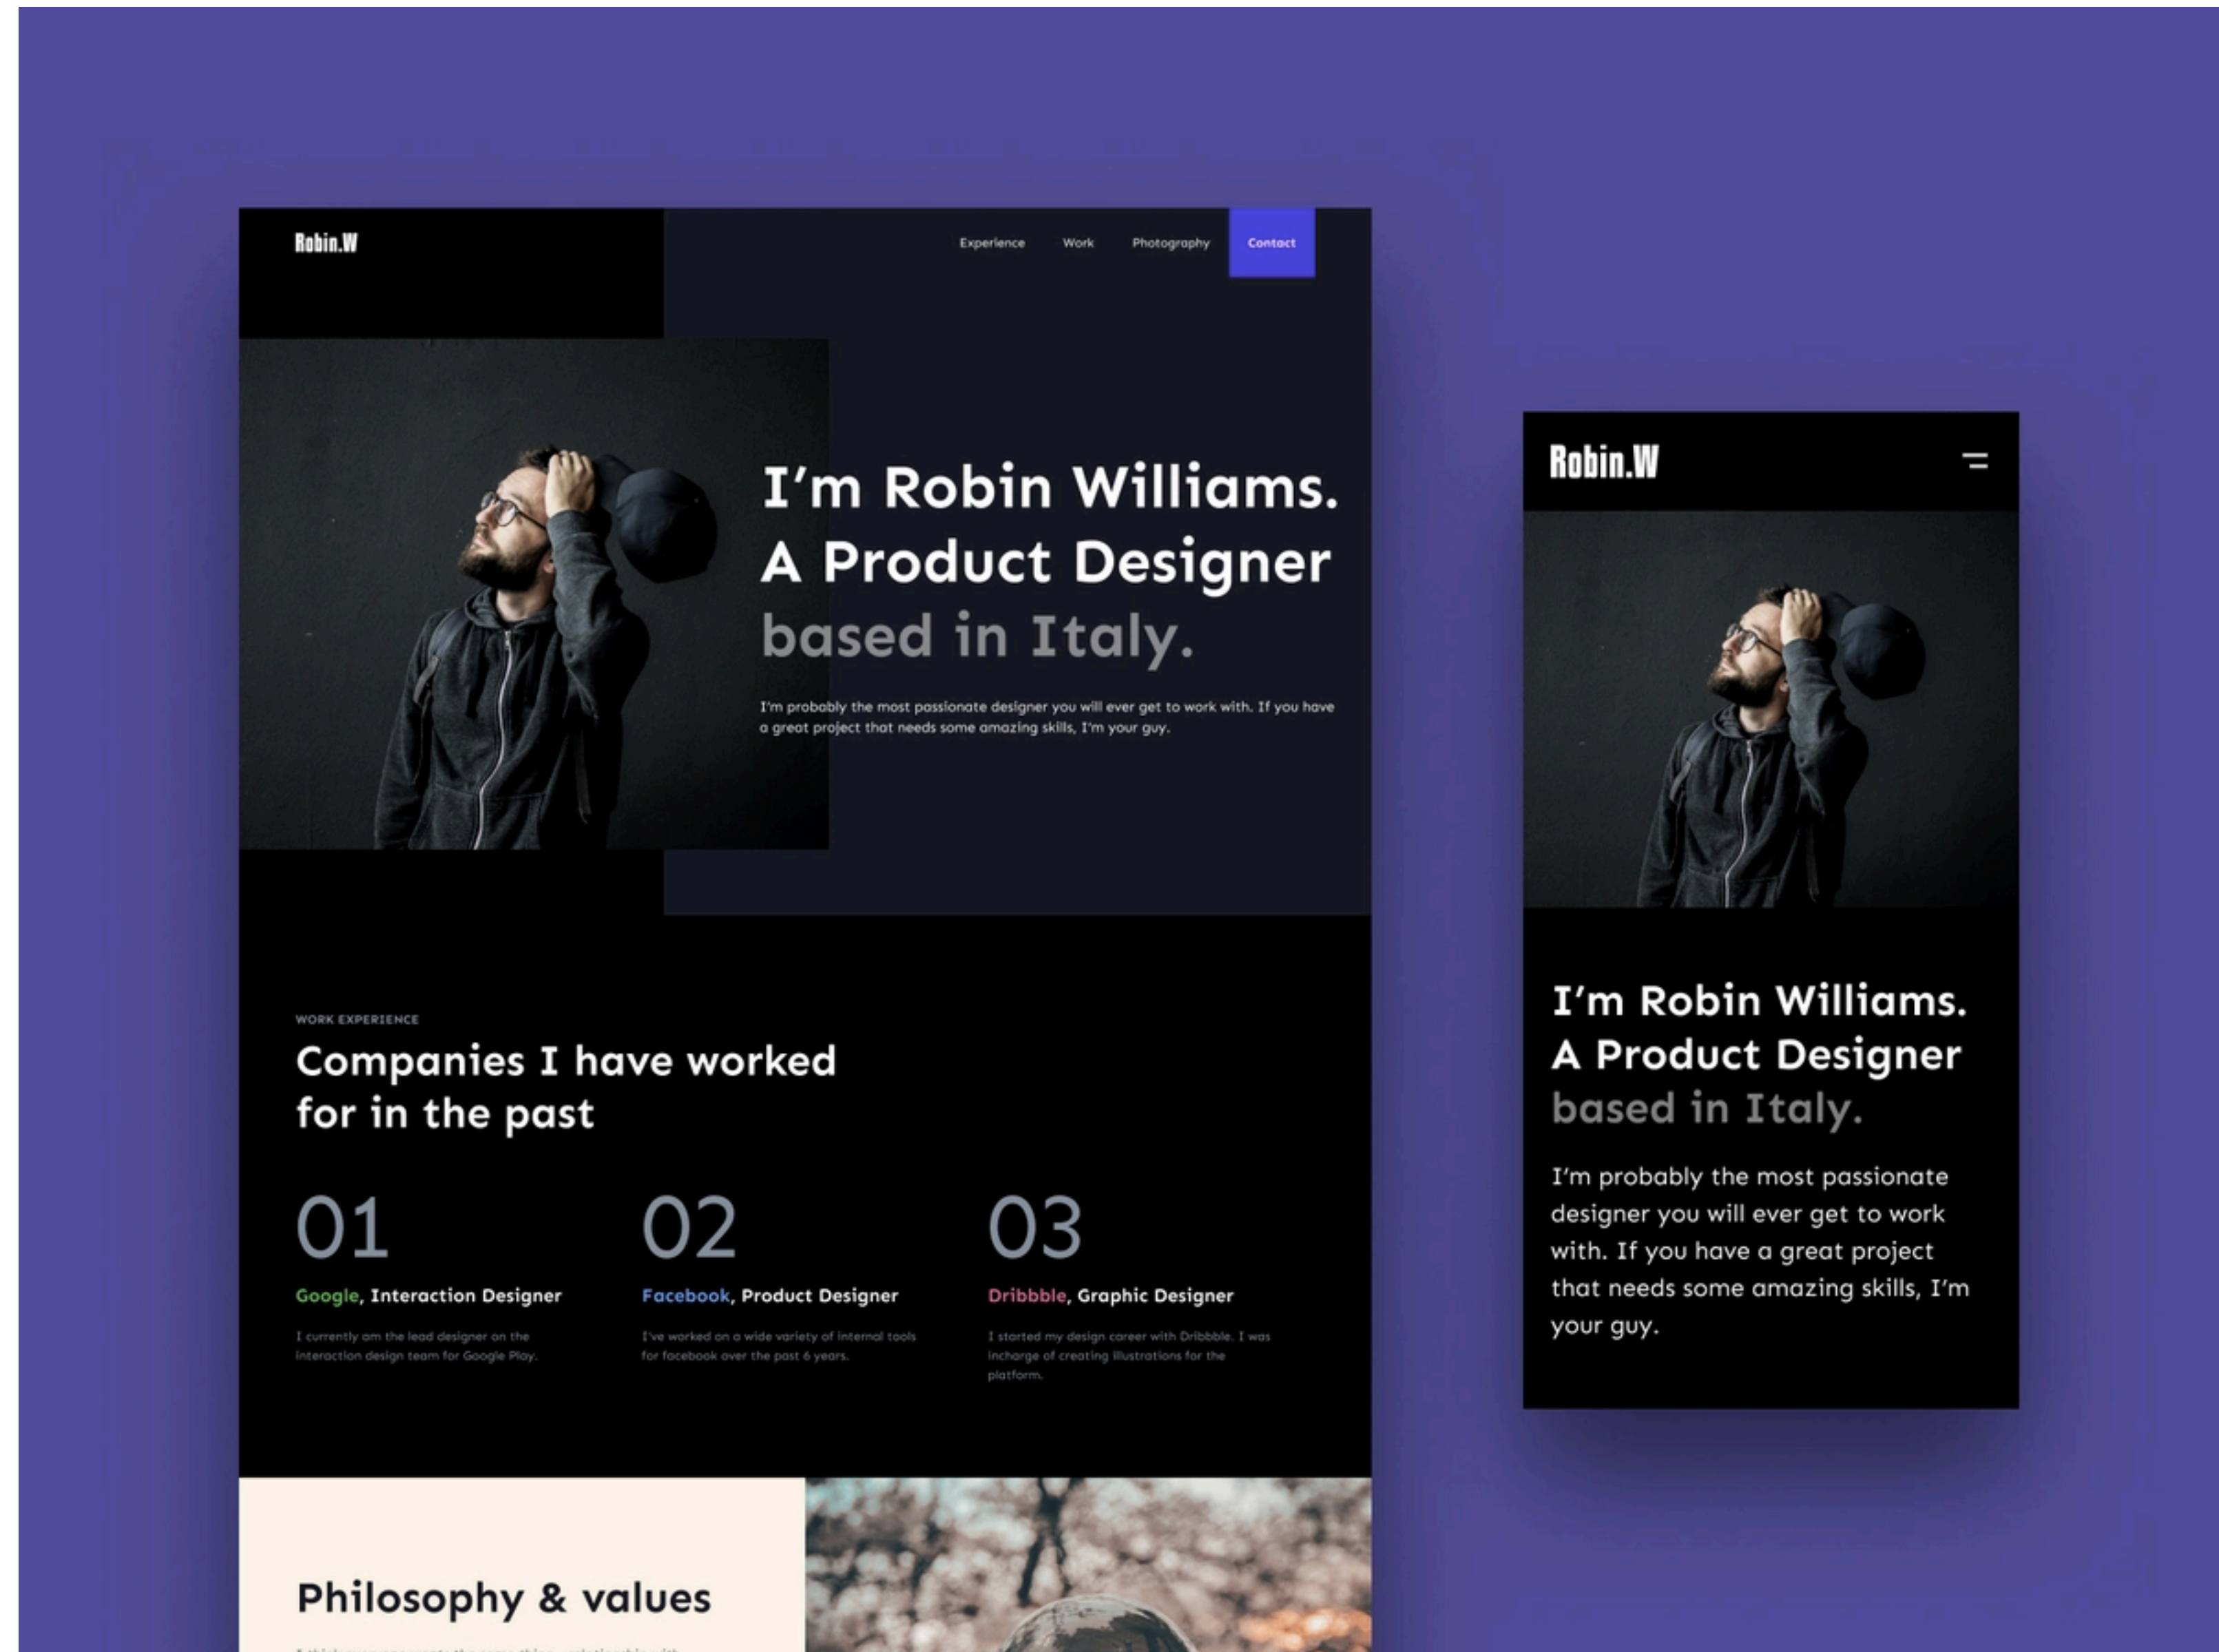 Robin.W
Experience
Work
Photography
Contact
I'm Robin Williams.
A Product Designer
based in Italy.
I'm probably the most passionate designer you will ever get to work with. If you have
a great project that needs some amazing skills, I'm your guy.
WORK EXPERIENCE
Companies I have worked
for in the past
01
Google, Interaction Designer
I currently am the lead designer on the
interaction design team for Google Play.
02
Facebook, Product Designer
I've worked on a wide variety of internal tools
for facebook over the past 6 years.
03
Dribbble, Graphic Designer
I started my design career with Dribbble. I was
incharge of creating illustrations for the
platform.
Philosophy & values
Robin.W
I'm Robin Williams.
A Product Designer
based in Italy.
I'm probably the most passionate
designer you will ever get to work
with. If you have a great project
that needs some amazing skills, I'm
your guy.